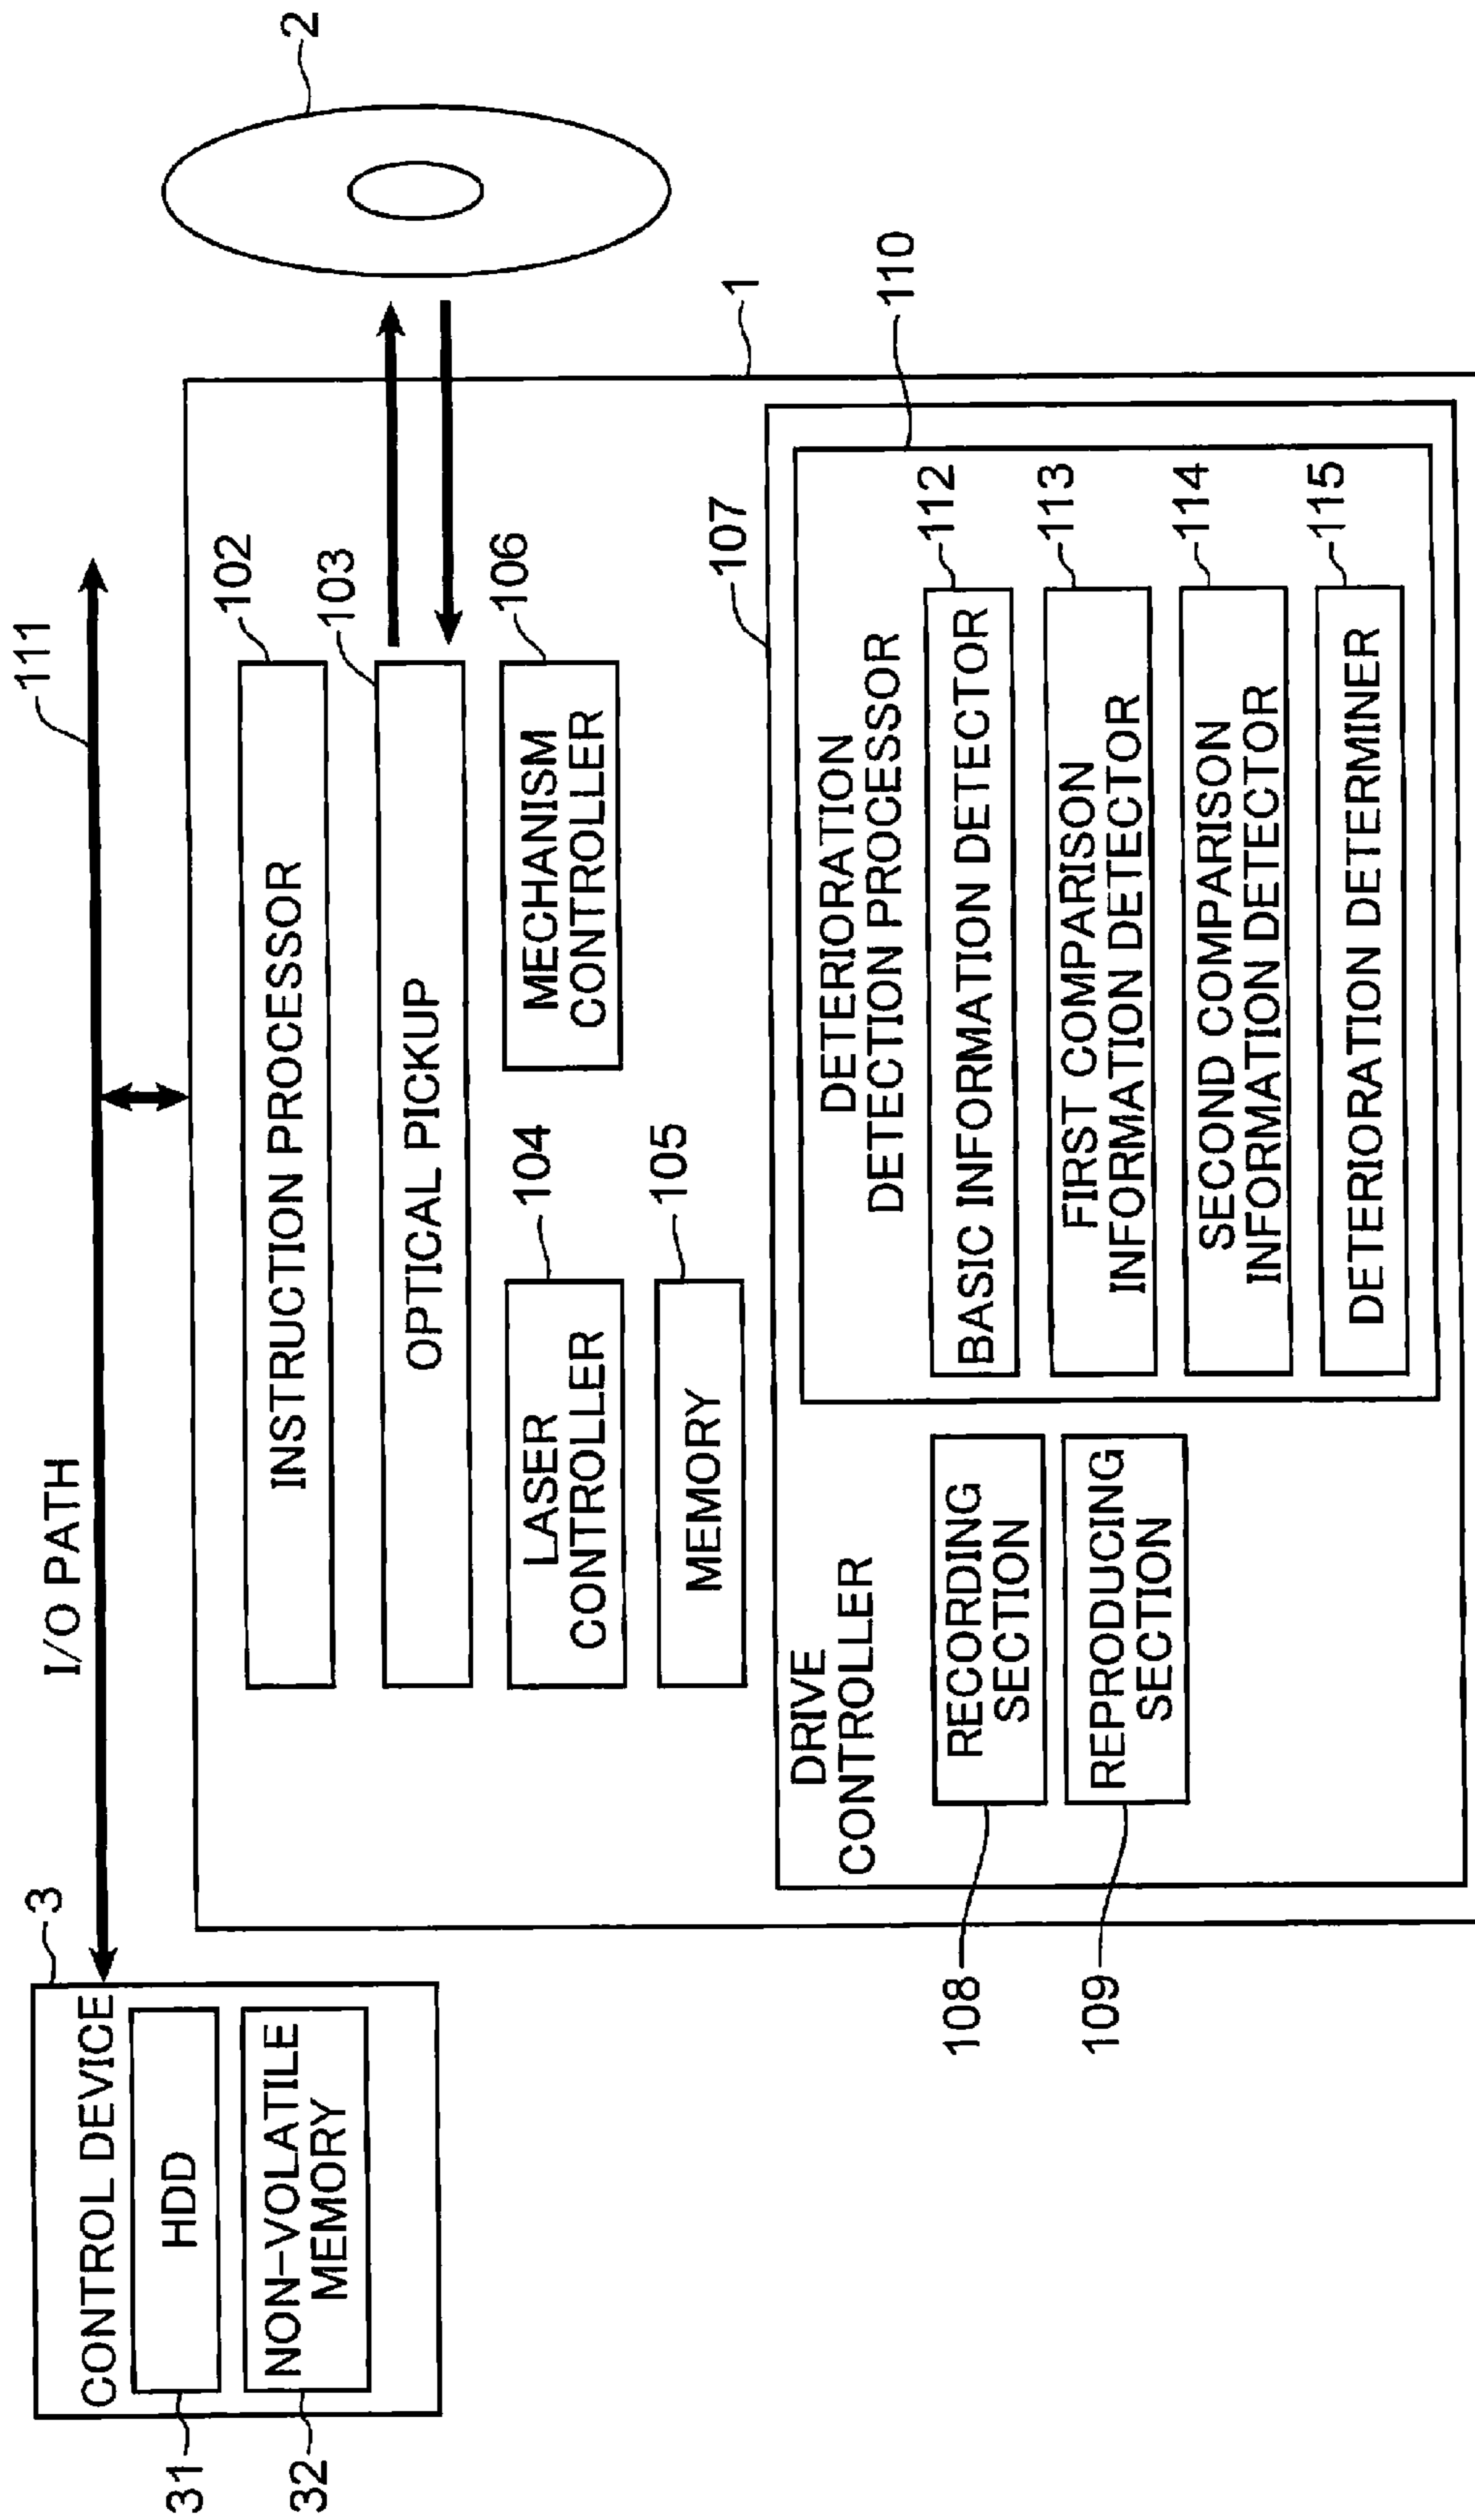 111
I/O PATH
3
CONTROL DEVICE
31
HDD
32
NON-VOLATILE
MEMORY
2
1
102
INSTRUCTION PROCESSOR
103
OPTICAL PICKUP
104
LASER
CONTROLLER
106
MECHANISM
CONTROLLER
105
MEMORY
107
DRIVE
CONTROLLER
108
RECORDING
SECTION
109
REPRODUCING
SECTION
110
DETERIORATION
DETECTION PROCESSOR
112
BASIC INFORMATION DETECTOR
113
FIRST COMPARISON
INFORMATION DETECTOR
114
SECOND COMPARISON
INFORMATION DETECTOR
115
DETERIORATION DETERMINER